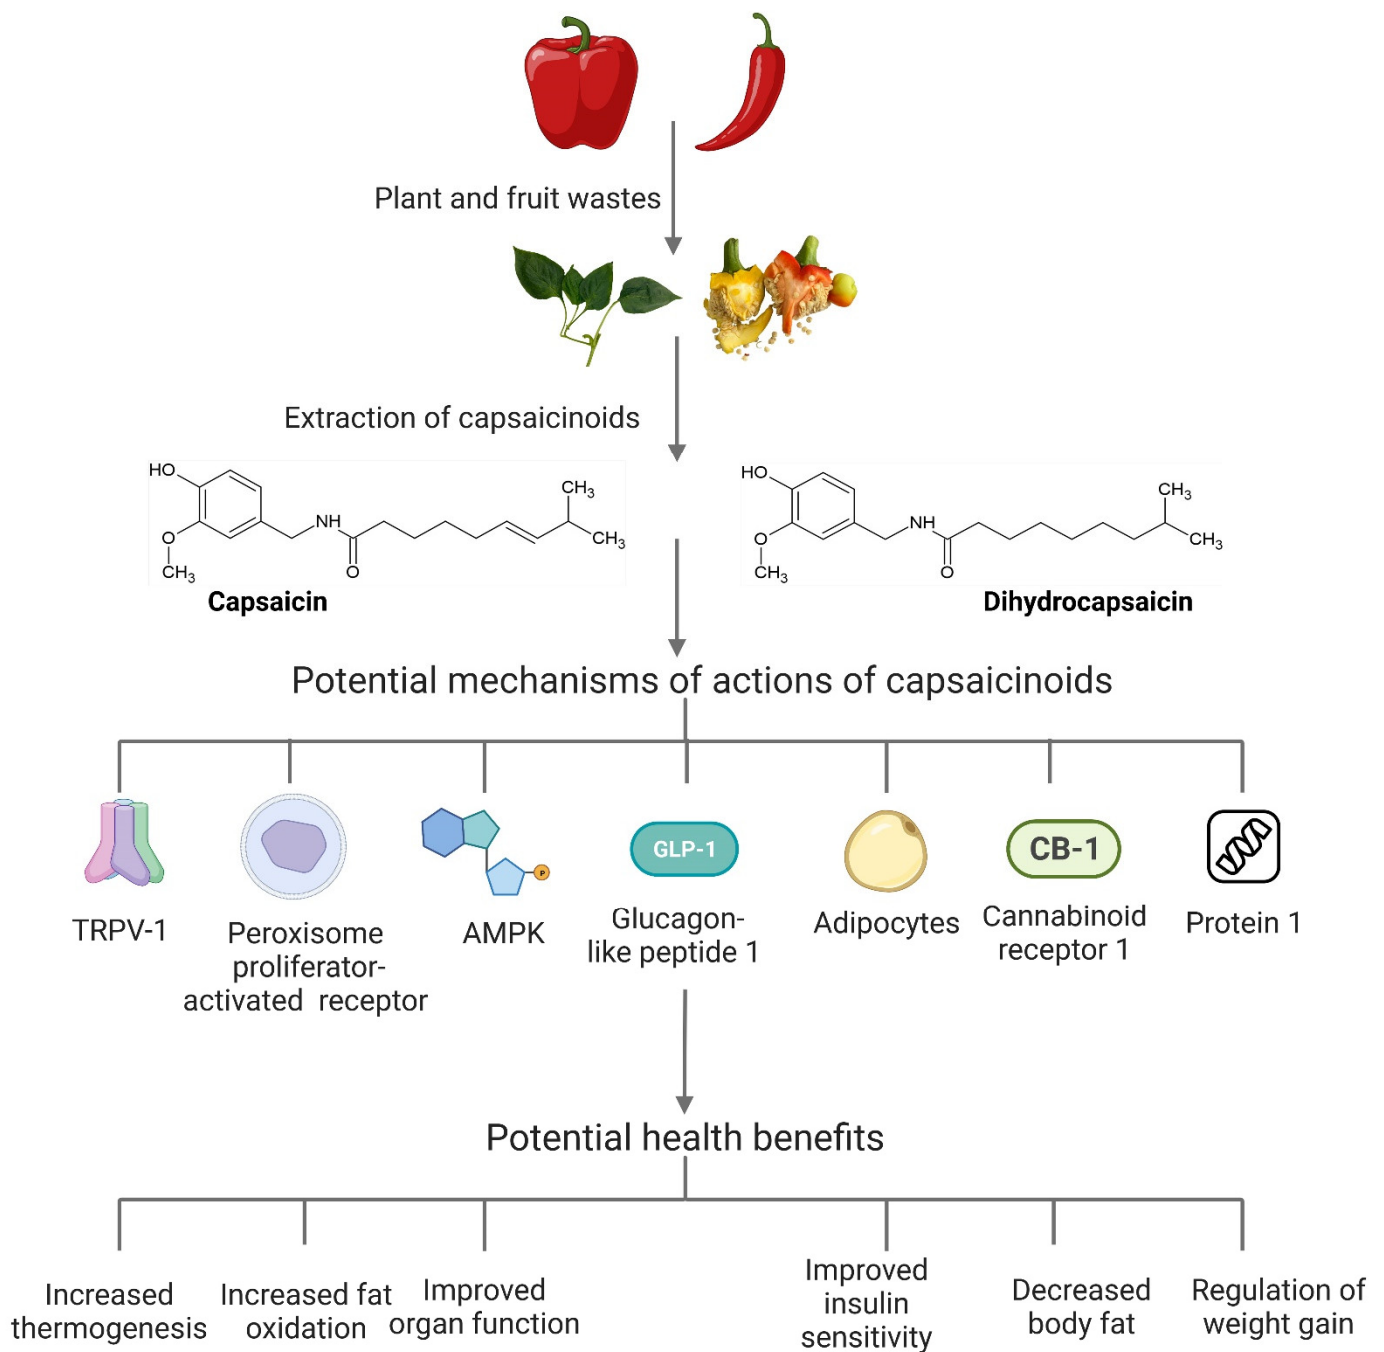 Plant and fruit wastes
Extraction of capsaicinoids
HO
NH
O
O
CH3
CH3
CH3
Capsaicin
HO
NH
O
O
CH3
CH3
CH3
Dihydrocapsaicin
Potential mechanisms of actions of capsaicinoids
TRPV-1
Peroxisome
proliferator-
activated receptor
P
AMPK
GLP-1
Glucagon-
like peptide 1
Adipocytes
CB-1
Cannabinoid
receptor 1
Protein 1
Potential health benefits
Increased
thermogenesis
Increased fat
oxidation
Improved
organ function
Improved
insulin
sensitivity
Decreased
body fat
Regulation of
weight gain